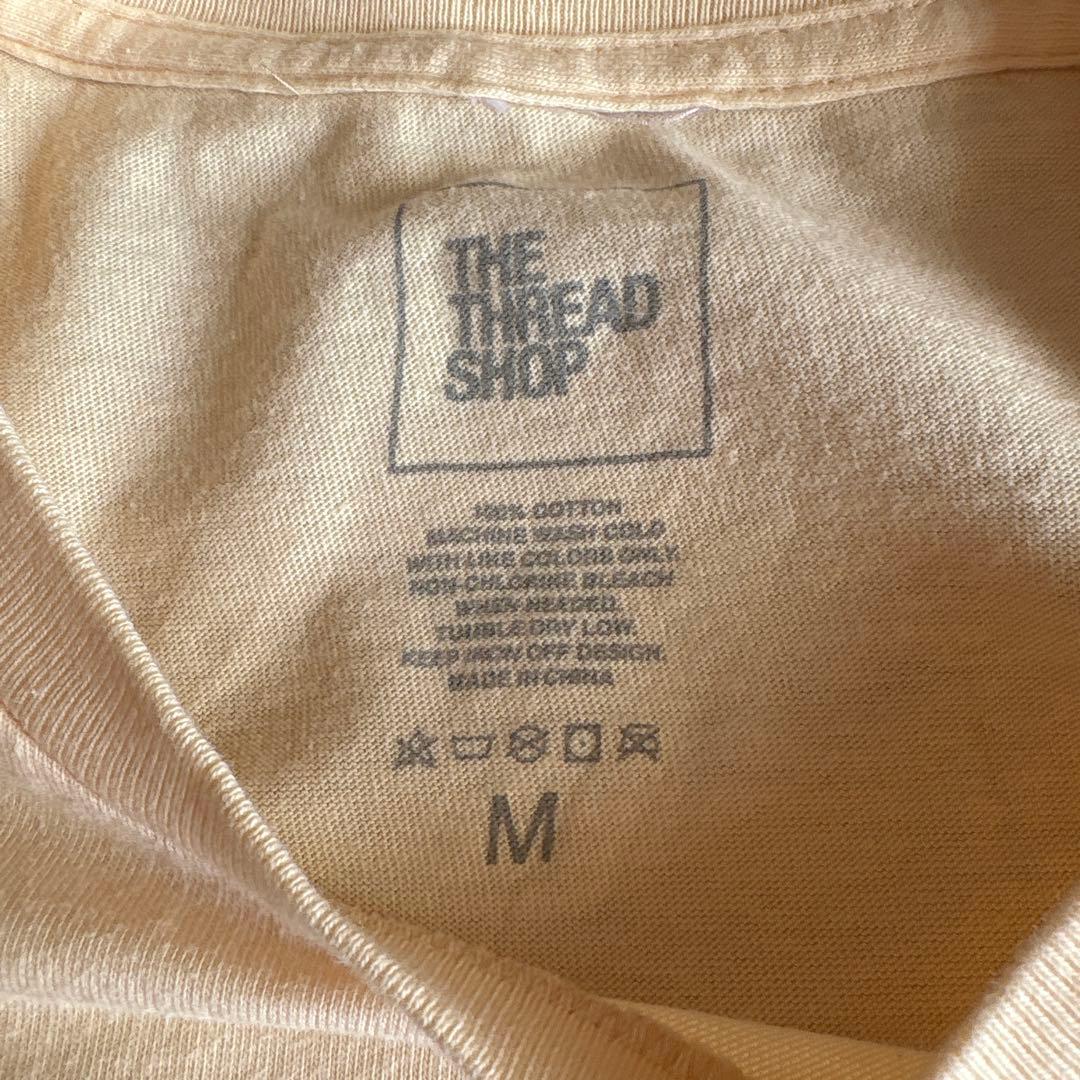 THE
THREAD
SHOP
100% COTTON
MACHINE WASH COLD
WITH LIKE COLORS ONLY.
NON-CHLORINE BLEACH
WHEN NEADED.
TUMBLE DRY LOW.
KEEP IRON OFF DESIGN.
MADE IN CHINA
M